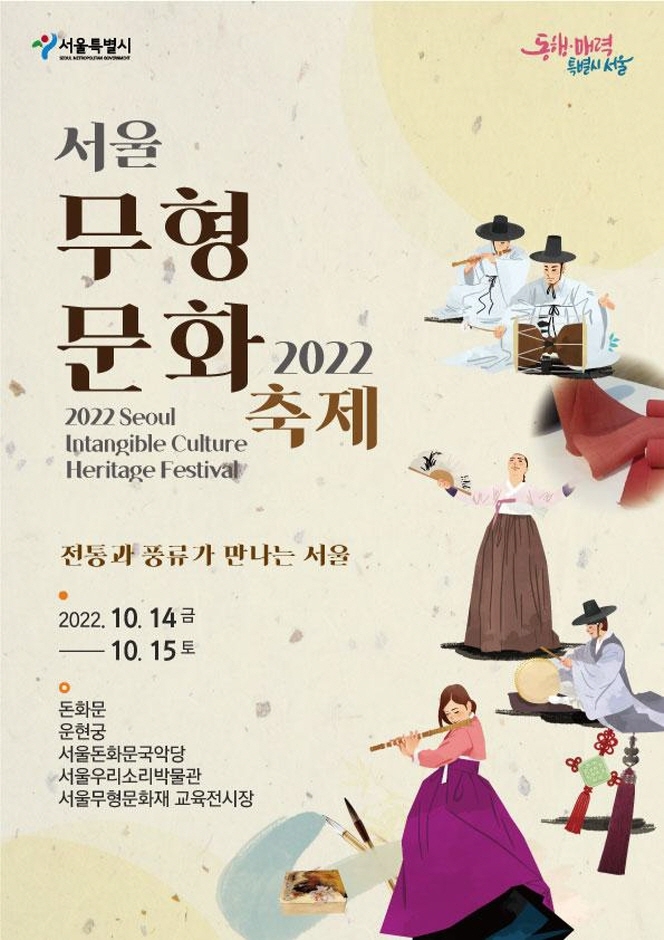 서울특별시
SEOUL METROPOLITAN GOVERNMENT
동행·매력
특별시 서울
서울
무형
문화 2022
축제
2022 Seoul
Intangible Culture
Heritage Festival
전통과 풍류가 만나는 서울
2022. 10. 14 금
10. 15 토
돈화문
운현궁
서울돈화문국악당
서울우리소리박물관
서울무형문화재 교육전시장